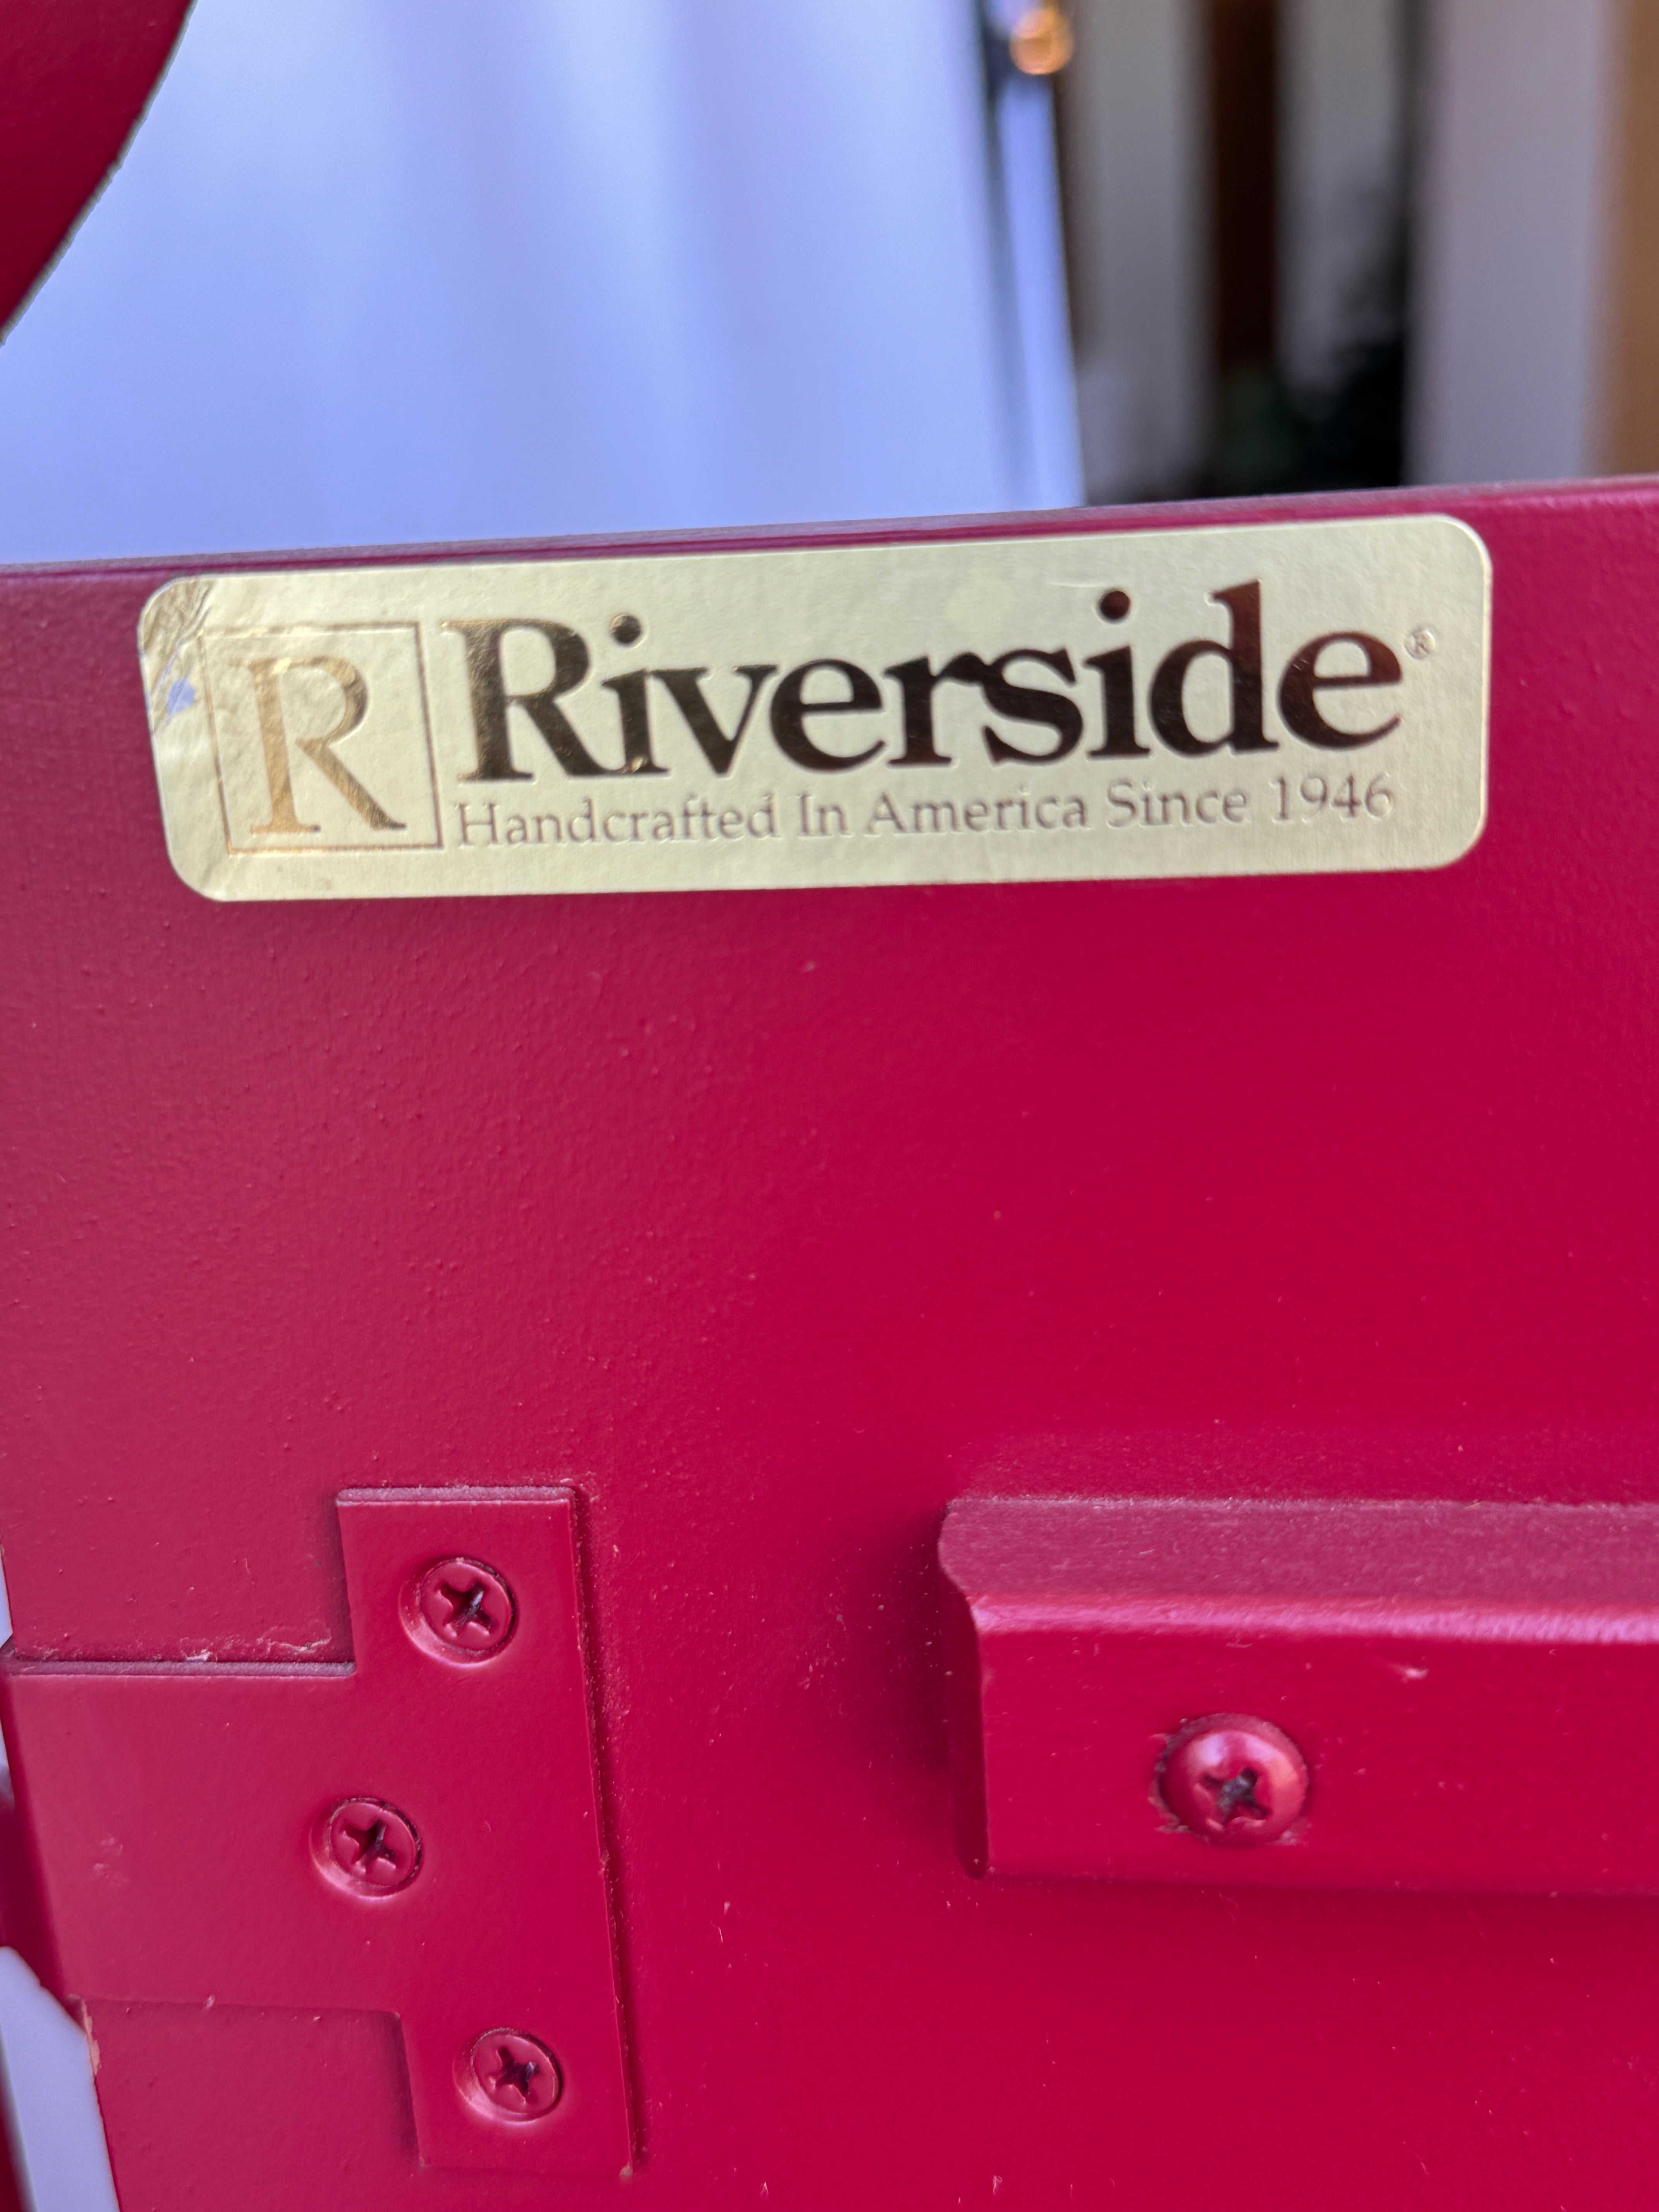 R
Riverside®
Handcrafted In America Since 1946